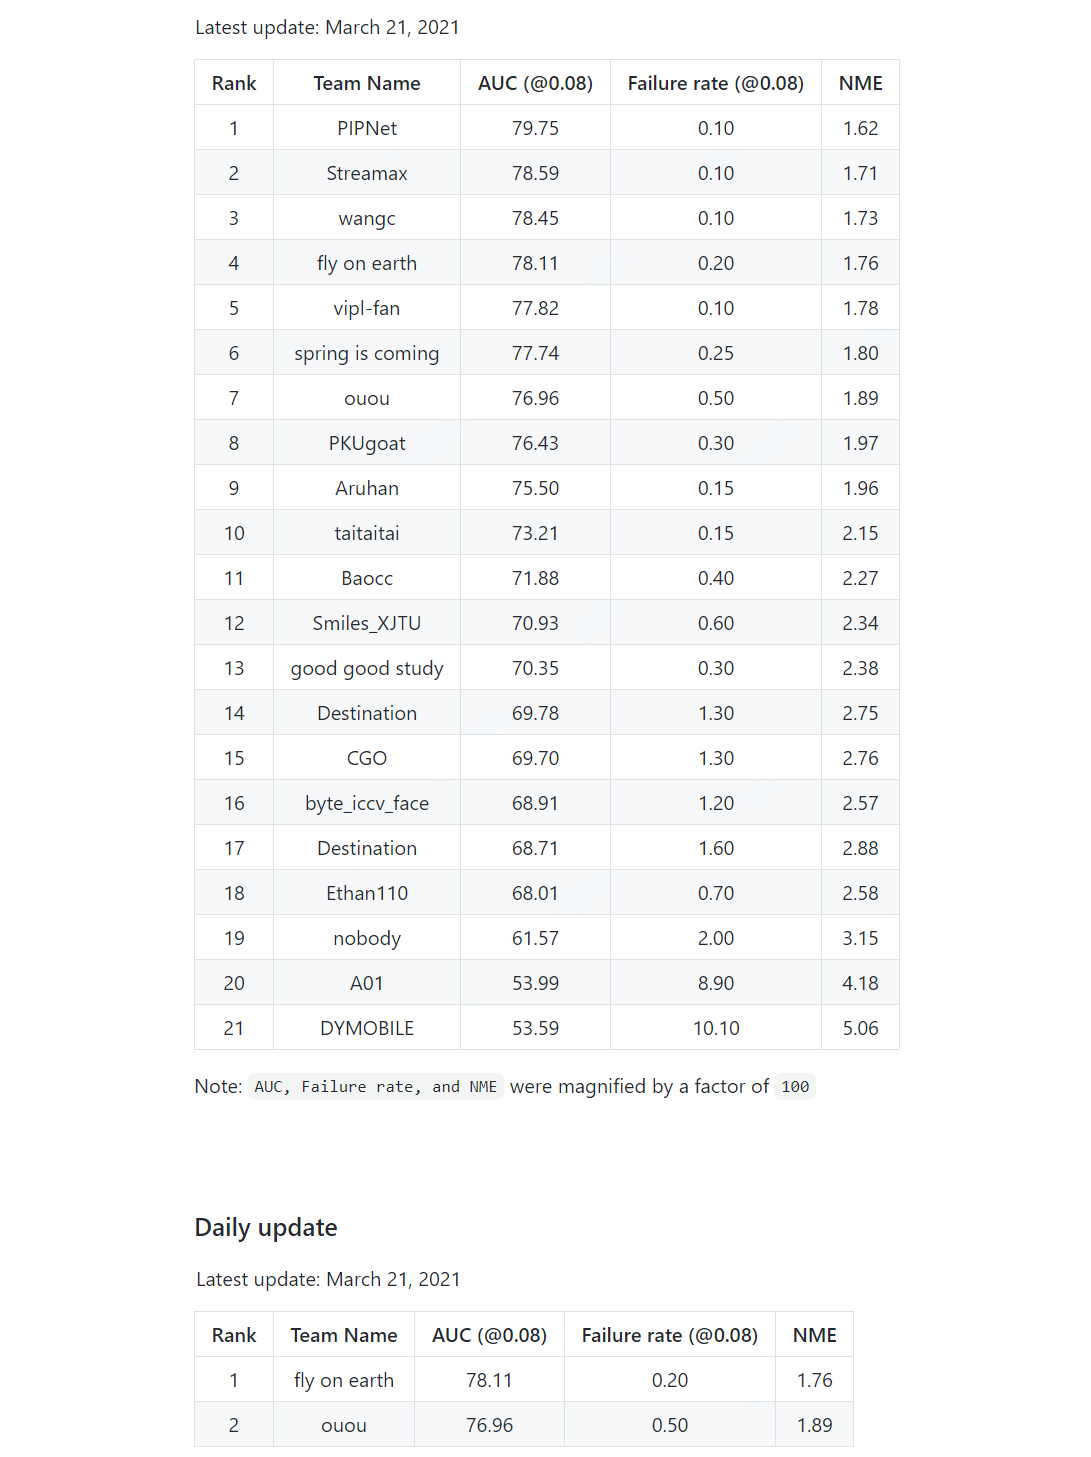 Latest update: March 21, 2021
Rank Team Name AUC (@0.08) Failure rate (@0.08) NME
1 PIPNet 79.75 0.10 1.62
2 Streamax 78.59 0.10 1.71
3 wangc 78.45 0.10 1.73
4 fly on earth 78.11 0.20 1.76
5 vipl-fan 77.82 0.10 1.78
6 spring is coming 77.74 0.25 1.80
7 ouou 76.96 0.50 1.89
8 PKUgoat 76.43 0.30 1.97
9 Aruhan 75.50 0.15 1.96
10 taitaitai 73.21 0.15 2.15
11 Baocc 71.88 0.40 2.27
12 Smiles_XJTU 70.93 0.60 2.34
13 good good study 70.35 0.30 2.38
14 Destination 69.78 1.30 2.75
15 CGO 69.70 1.30 2.76
16 byte_iccv_face 68.91 1.20 2.57
17 Destination 68.71 1.60 2.88
18 Ethan110 68.01 0.70 2.58
19 nobody 61.57 2.00 3.15
20 A01 53.99 8.90 4.18
21 DYMOBILE 53.59 10.10 5.06
Note: AUC, Failure rate, and NME were magnified by a factor of 100
Daily update
Latest update: March 21, 2021
Rank Team Name AUC (@0.08) Failure rate (@0.08) NME
1 fly on earth 78.11 0.20 1.76
2 ouou 76.96 0.50 1.89